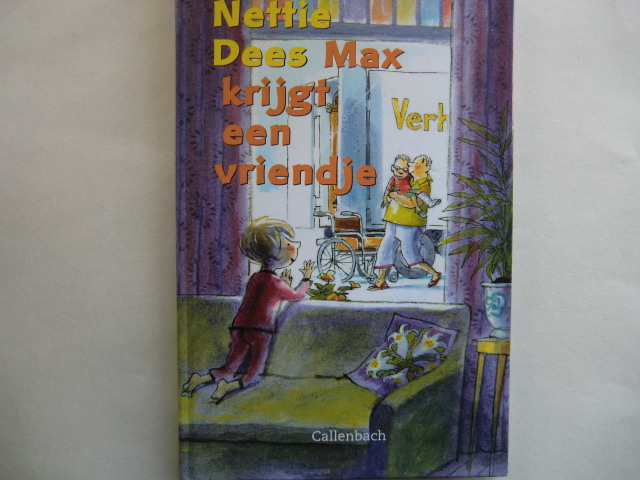 Nettie
Dees Max
krijgt
een
vriendje
Verh
Callenbach